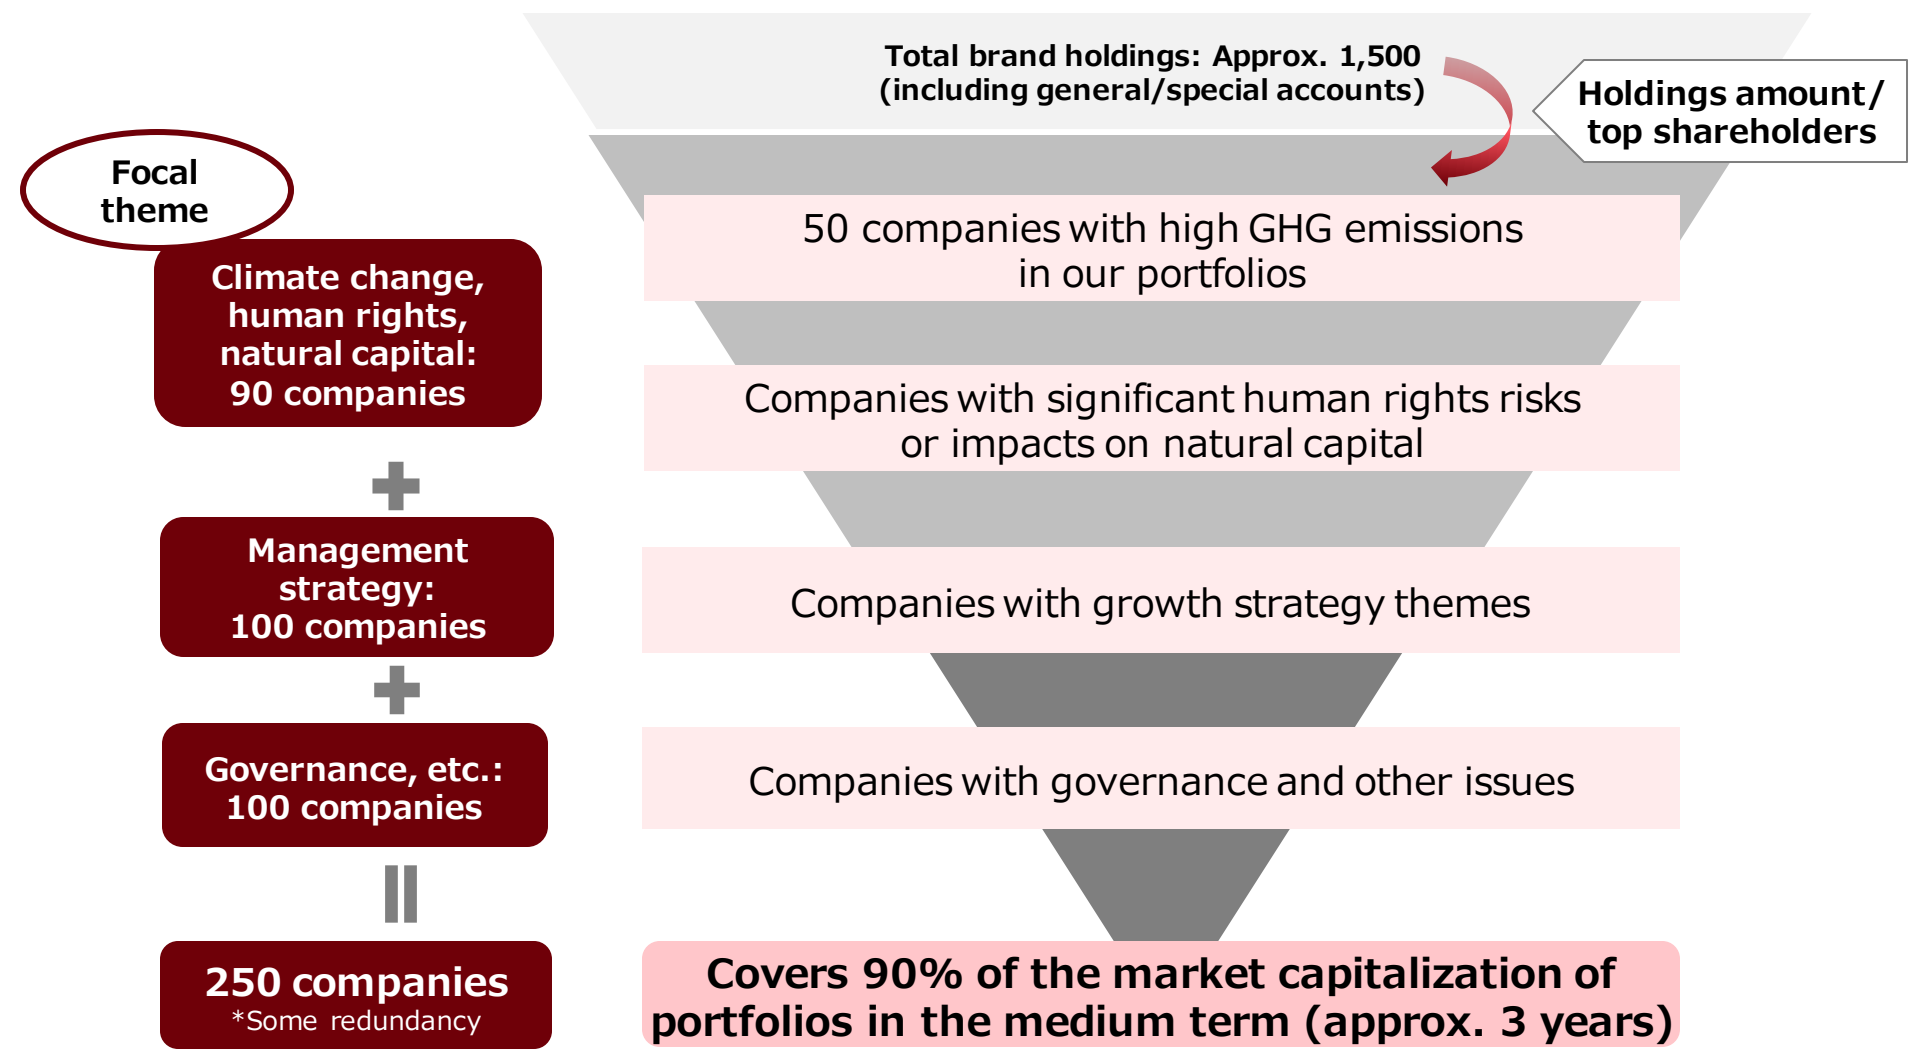 Total brand holdings: Approx. 1,500
(including general/special accounts)
Holdings amount/
top shareholders
Focal
theme
Climate change,
human rights,
natural capital:
90 companies
50 companies with high GHG emissions
in our portfolios
Companies with significant human rights risks
or impacts on natural capital
Management
strategy:
100 companies
Companies with growth strategy themes
Governance, etc.:
100 companies
Companies with governance and other issues
250 companies
*Some redundancy
Covers 90% of the market capitalization of
portfolios in the medium term (approx. 3 years)